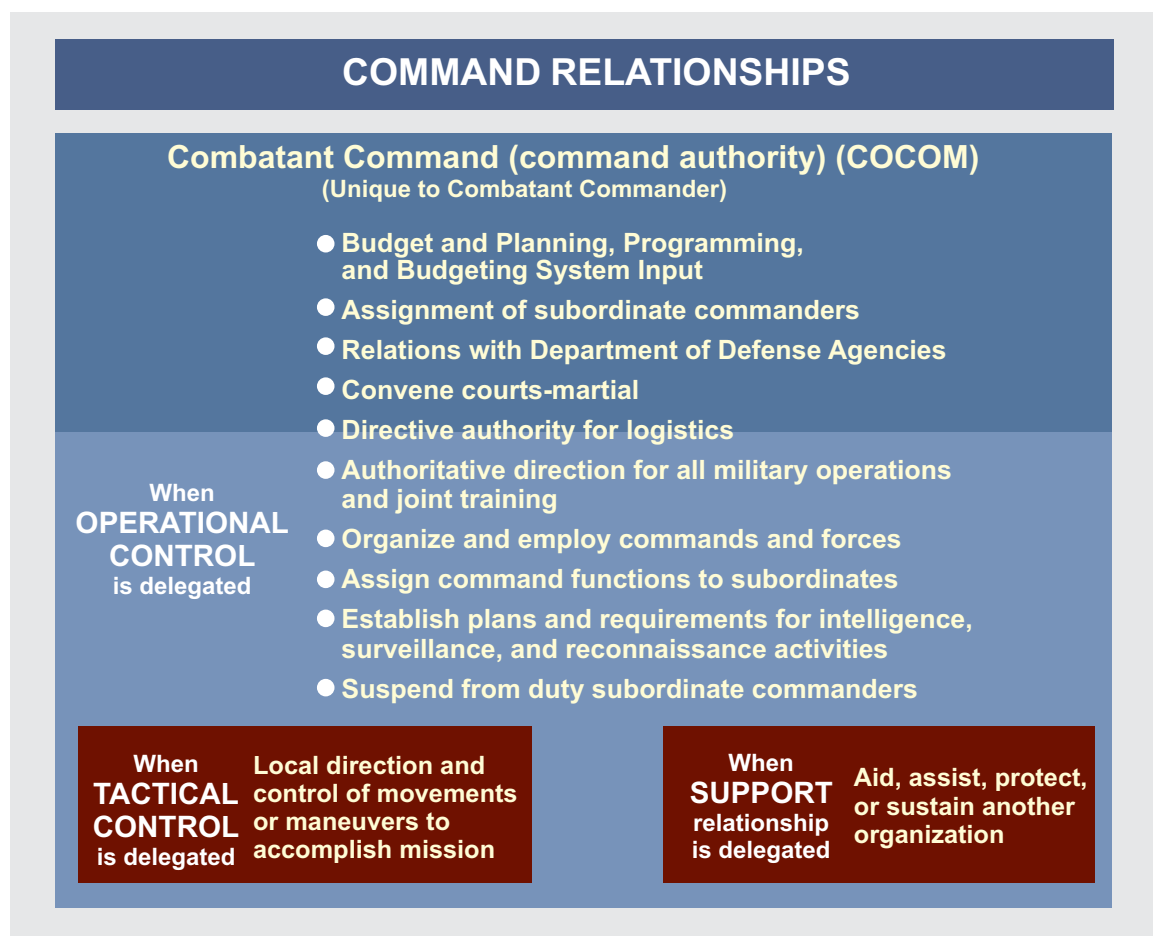 COMMAND RELATIONSHIPS
Combatant Command (command authority) (COCOM)
(Unique to Combatant Commander)
Budget and Planning, Programming,
and Budgeting System Input
Assignment of subordinate commanders
Relations with Department of Defense Agencies
Convene courts-martial
Directive authority for logistics
When
OPERATIONAL
CONTROL
is delegated
Authoritative direction for all military operations
and joint training
Organize and employ commands and forces
Assign command functions to subordinates
Establish plans and requirements for intelligence,
surveillance, and reconnaissance activities
Suspend from duty subordinate commanders
When
TACTICAL
CONTROL
is delegated
Local direction and
control of movements
or maneuvers to
accomplish mission
When
SUPPORT
relationship
is delegated
Aid, assist, protect,
or sustain another
organization